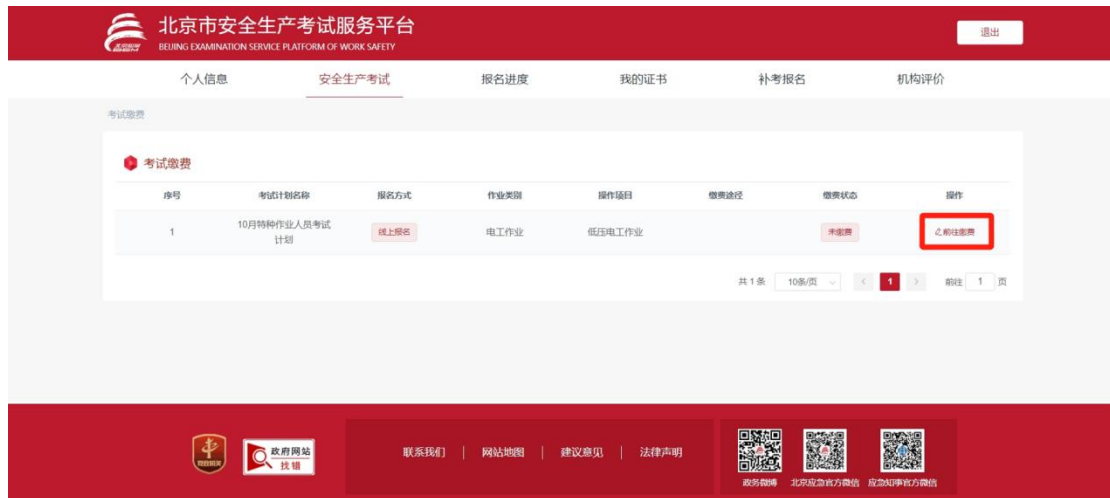 北京市安全生产考试服务平台
BEIJING EXAMINATION SERVICE PLATFORM OF WORK SAFETY
退出
个人信息 安全生产考试 报名进度 我的证书 补考报名 机构评价
考试缴费
考试缴费
序号 考试计划名称 报名方式 作业类别 操作项目 缴费途径 缴费状态 操作
1 10月特种作业人员考试计划 线上报名 电工作业 低压电工作业 未缴费 前往缴费
共1条 10条/页 < 1 > 前往 1 页
政府网站
找错
联系我们 | 网站地图 | 建议意见 | 法律声明
政务微博 北京应急官方微信 应急知事官方微信